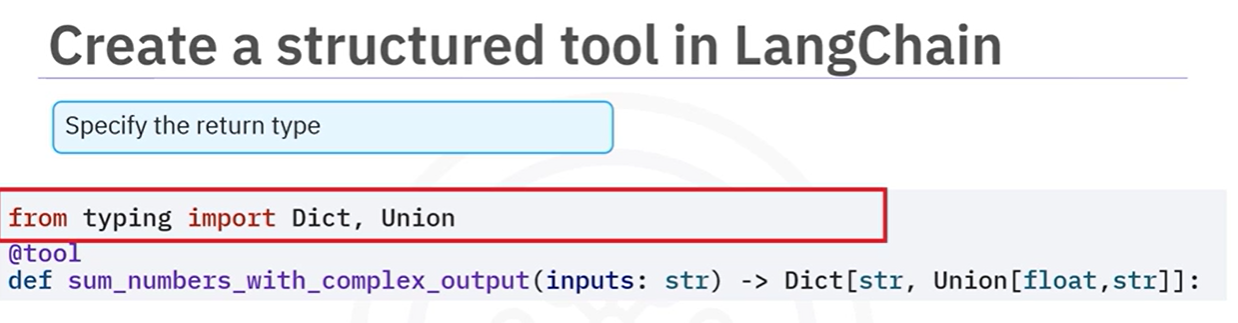 Create a structured tool in LangChain
Specify the return type
from typing import Dict, Union
@tool
def sum_numbers_with_complex_output(inputs: str) -> Dict[str, Union[float,str]]: